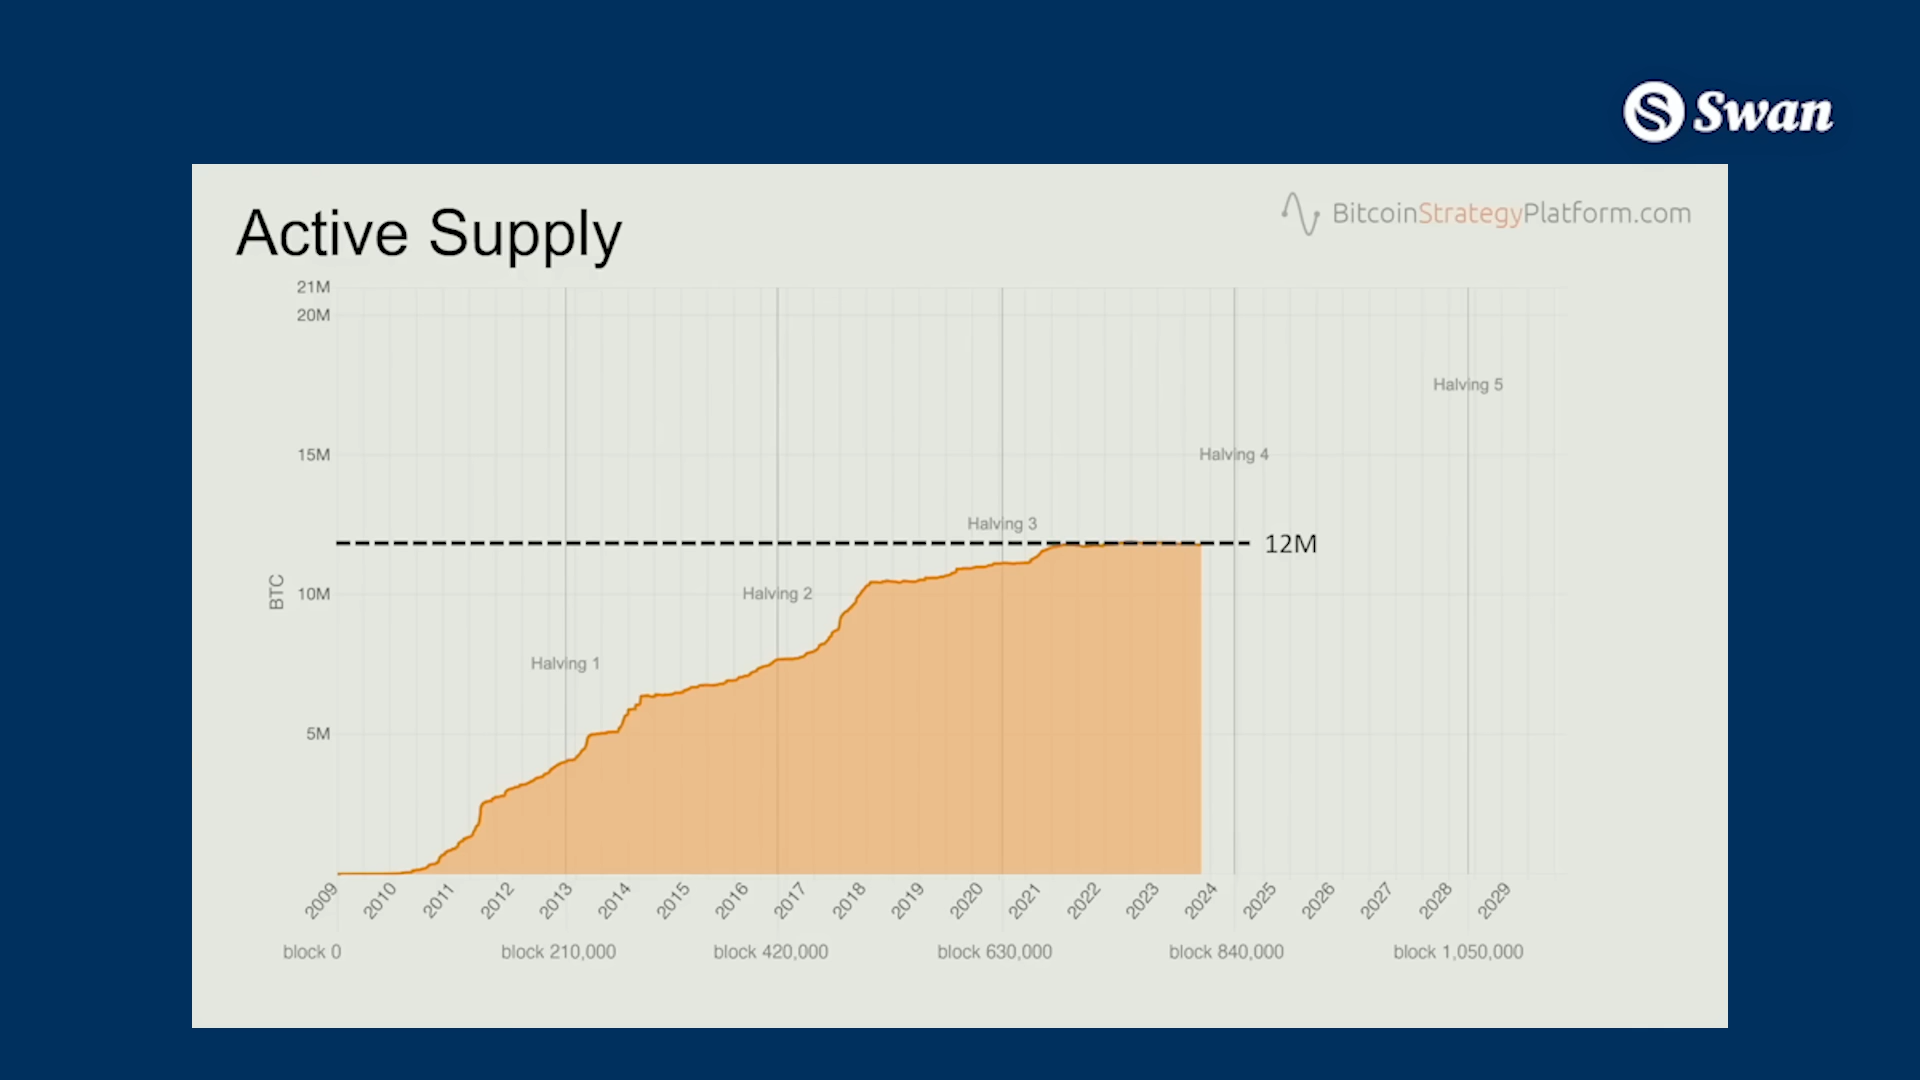 Swan
Active Supply
BitcoinStrategyPlatform.com
21M
20M
Halving 5
15M
Halving 4
Halving 3
12M
BTC
10M
Halving 2
Halving 1
5M
2009 2010 2011 2012 2013 2014 2015 2016 2017 2018 2019 2020 2021 2022 2023 2024 2025 2026 2027 2028 2029
block 0 block 210,000 block 420,000 block 630,000 block 840,000 block 1,050,000